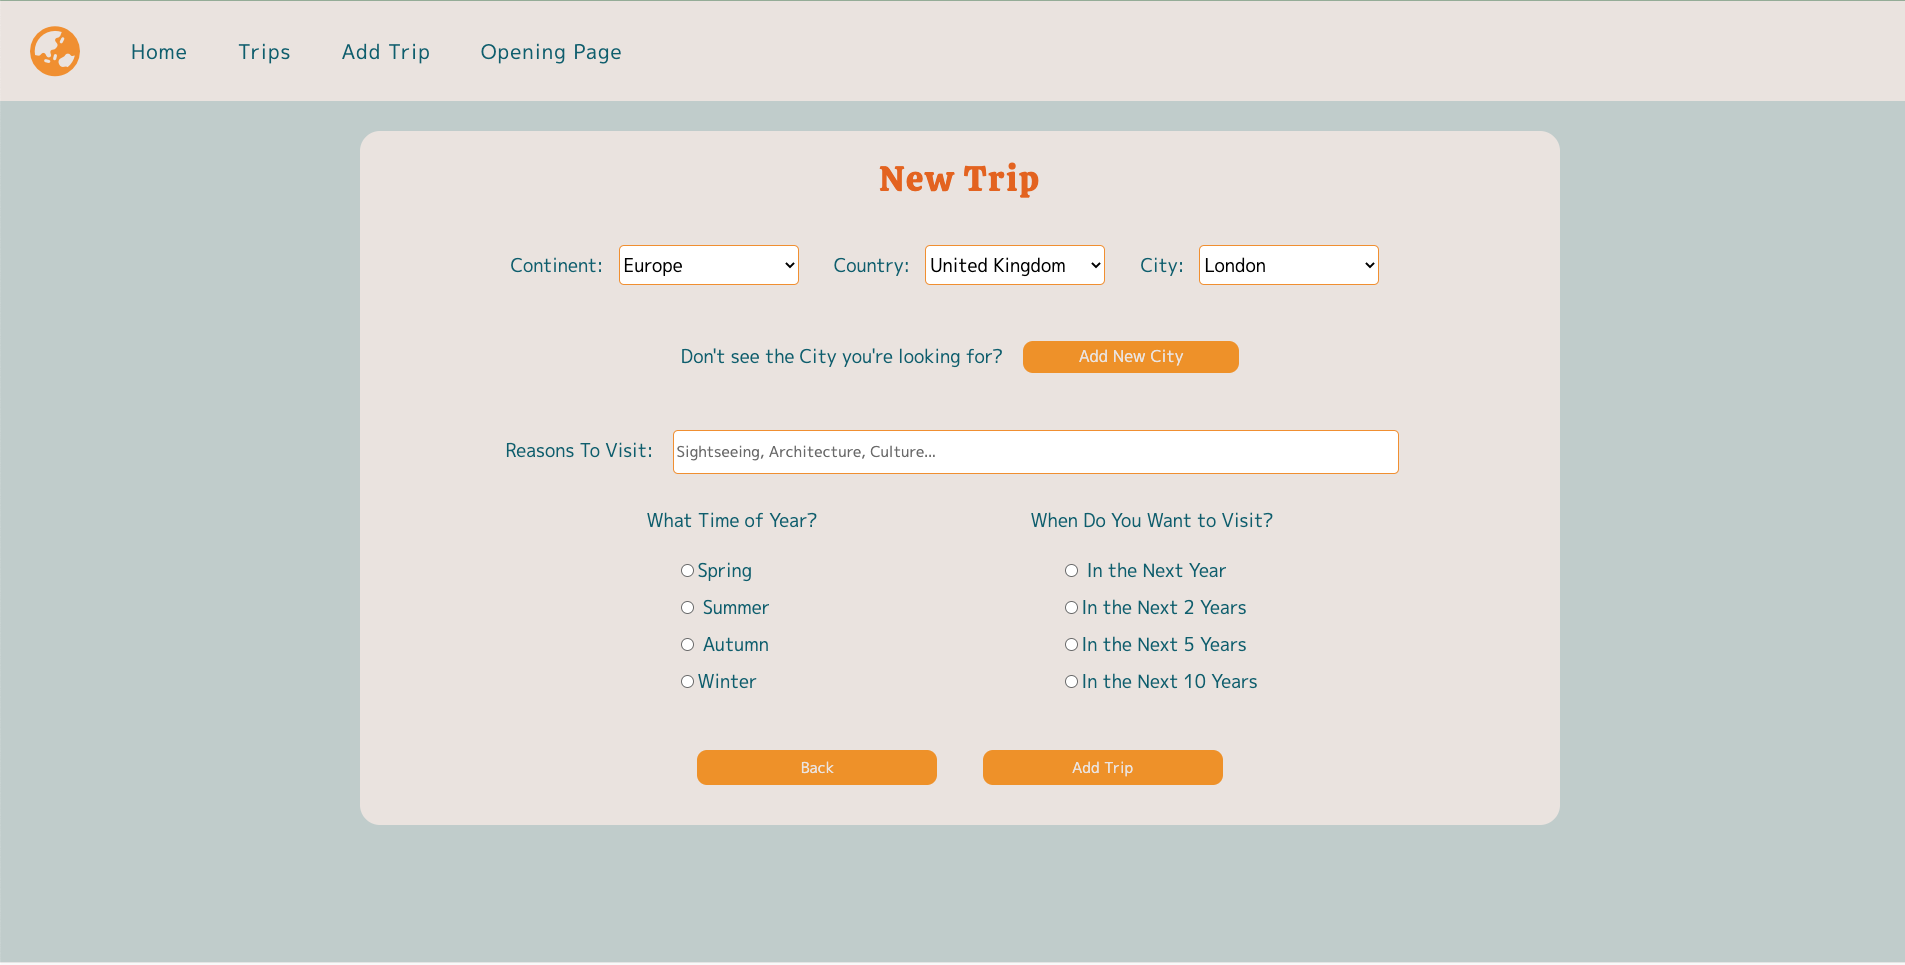 Home Trips Add Trip Opening Page
New Trip
Continent: Europe Country: United Kingdom City: London
Don't see the City you're looking for? Add New City
Reasons To Visit: Sightseeing, Architecture, Culture...
What Time of Year?
Spring
Summer
Autumn
Winter
When Do You Want to Visit?
In the Next Year
In the Next 2 Years
In the Next 5 Years
In the Next 10 Years
Back Add Trip